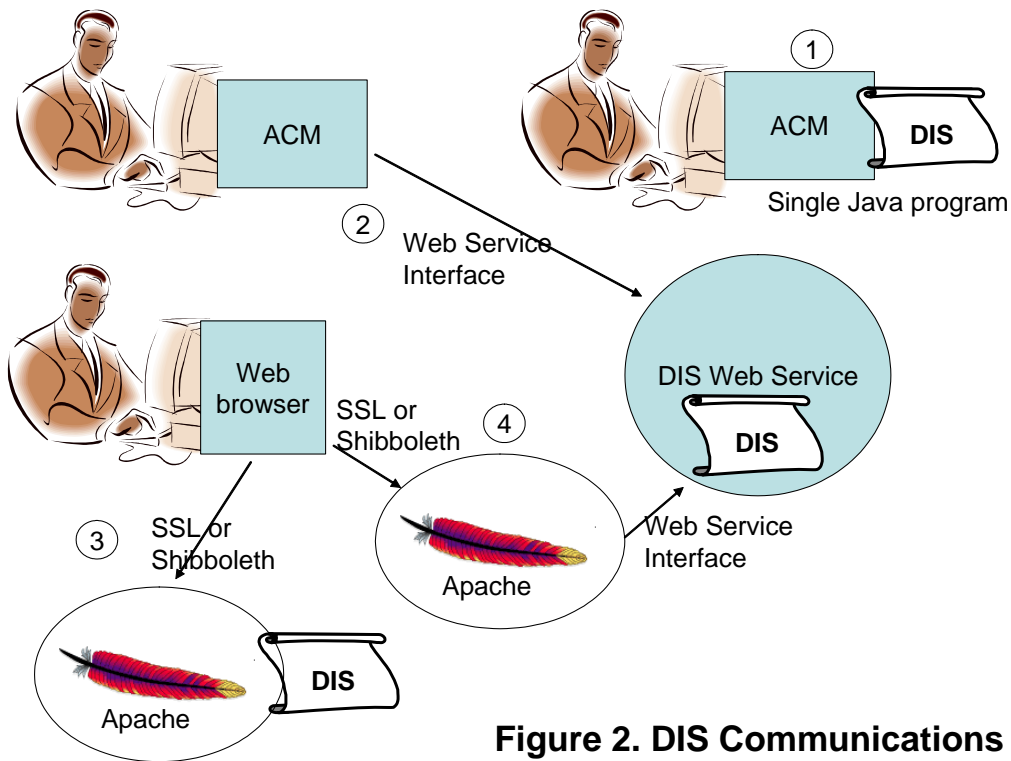 1
ACM
ACM
DIS
Single Java program
2
Web Service
Interface
Web
browser
DIS Web Service
DIS
SSL or
Shibboleth
4
3
SSL or
Shibboleth
Web Service
Interface
Apache
DIS
Apache
Figure 2. DIS Communications